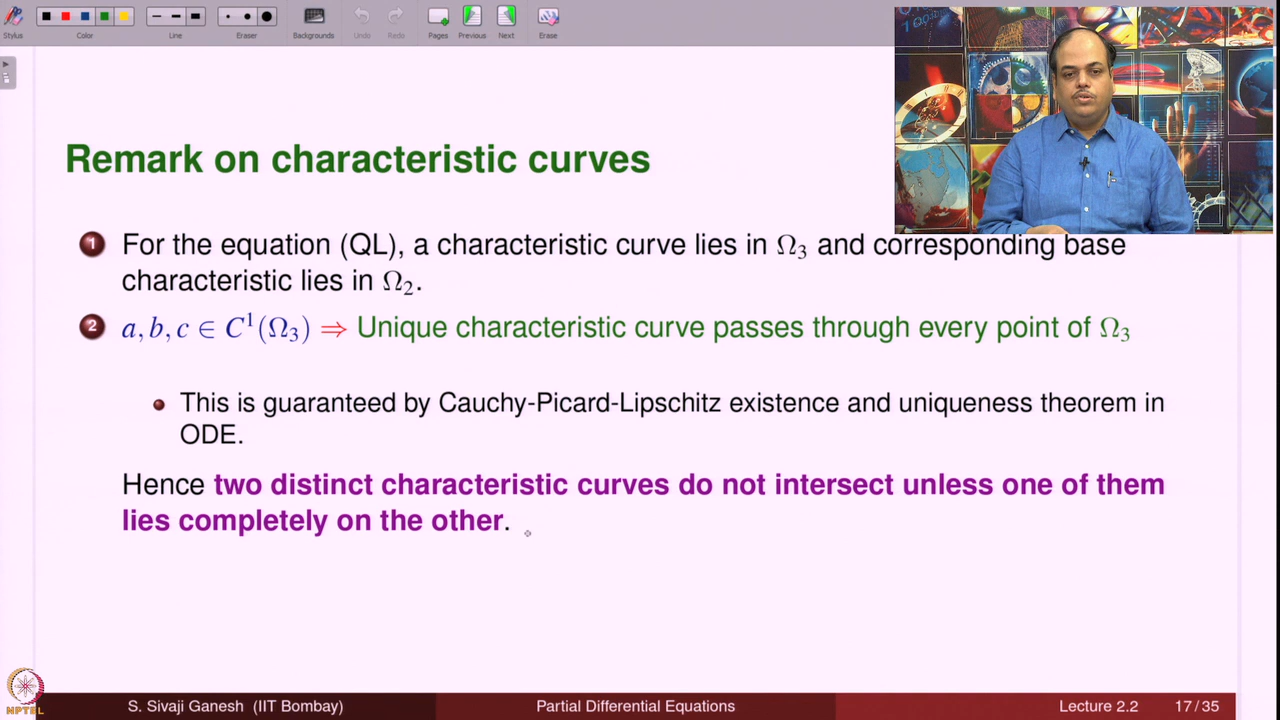 Stylus Color Line Eraser Backgrounds Undo Redo Pages Previous Next Erase
Remark on characteristic curves
1 For the equation (QL), a characteristic curve lies in Ω₃ and corresponding base
characteristic lies in Ω₂.
2 a, b, c ∈ C¹(Ω₃) ⇒ Unique characteristic curve passes through every point of Ω₃
• This is guaranteed by Cauchy-Picard-Lipschitz existence and uniqueness theorem in
ODE.
Hence two distinct characteristic curves do not intersect unless one of them
lies completely on the other.
NPTEL
S. Sivaji Ganesh (IIT Bombay) Partial Differential Equations Lecture 2.2 17/35